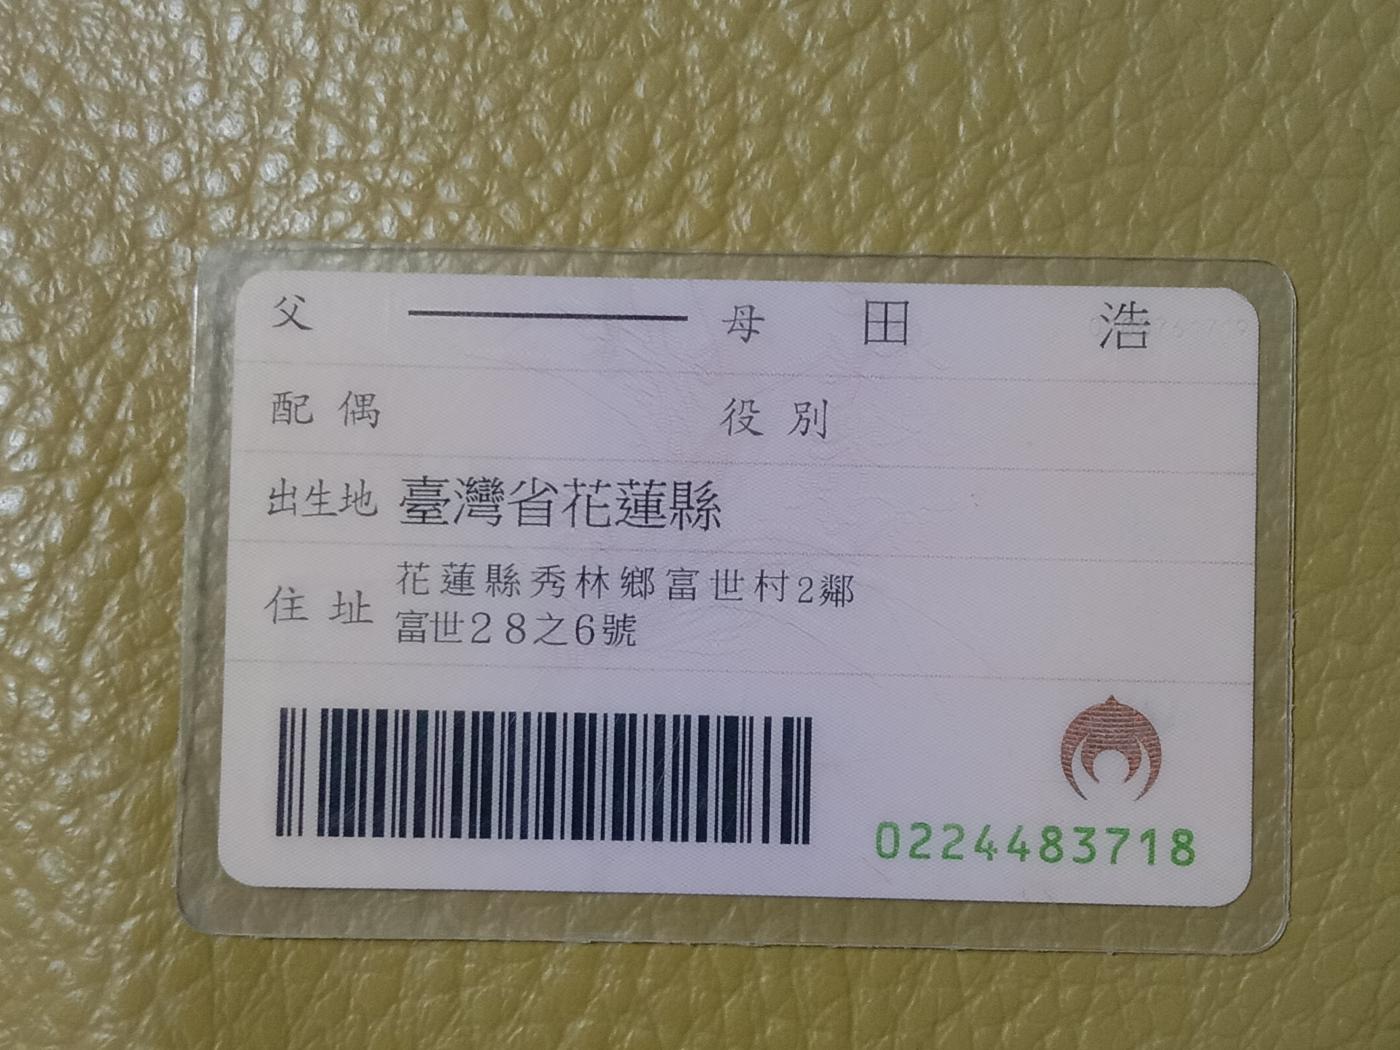 父 母 田 浩
配偶 役別
出生地 臺灣省花蓮縣
住址 花蓮縣秀林鄉富世村2鄰
富世28之6號
0224483718